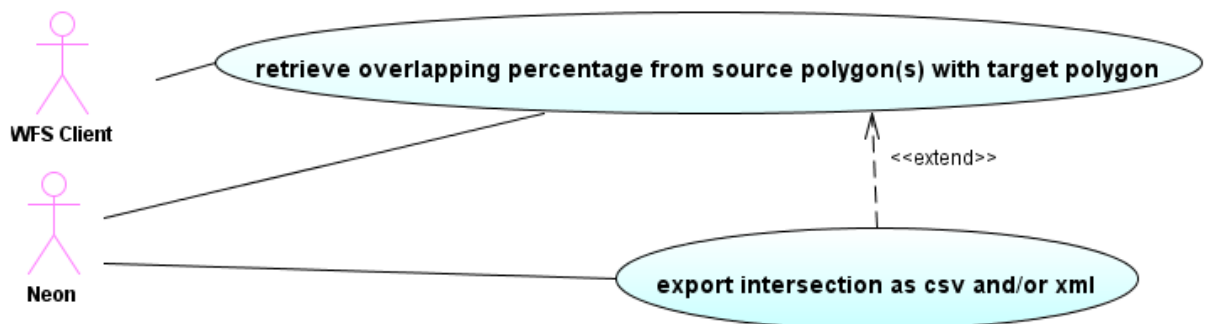 retrieve overlapping percentage from source polygon(s) with target polygon
WFS Client
<<extend>>
Neon
export intersection as csv and/or xml